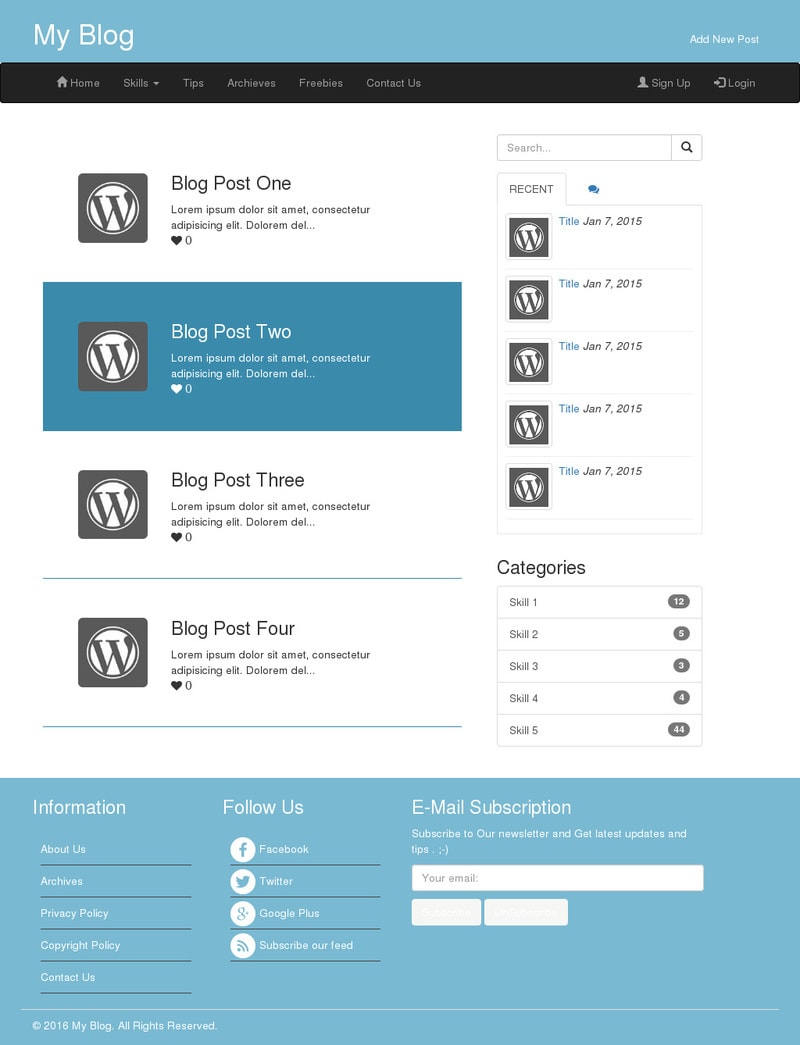 My Blog
Add New Post
Home Skills Tips Archieves Freebies Contact Us Sign Up Login
Search...
Blog Post One
Lorem ipsum dolor sit amet, consectetur
adipisicing elit. Dolorem del...
0
Blog Post Two
Lorem ipsum dolor sit amet, consectetur
adipisicing elit. Dolorem del...
0
Blog Post Three
Lorem ipsum dolor sit amet, consectetur
adipisicing elit. Dolorem del...
0
Blog Post Four
Lorem ipsum dolor sit amet, consectetur
adipisicing elit. Dolorem del...
0
RECENT
Title Jan 7, 2015
Title Jan 7, 2015
Title Jan 7, 2015
Title Jan 7, 2015
Title Jan 7, 2015
Categories
Skill 1 12
Skill 2 5
Skill 3 3
Skill 4 4
Skill 5 44
Information
About Us
Archives
Privacy Policy
Copyright Policy
Contact Us
Follow Us
Facebook
Twitter
Google Plus
Subscribe our feed
E-Mail Subscription
Subscribe to Our newsletter and Get latest updates and
tips . ;-)
Your email:
© 2016 My Blog. All Rights Reserved.